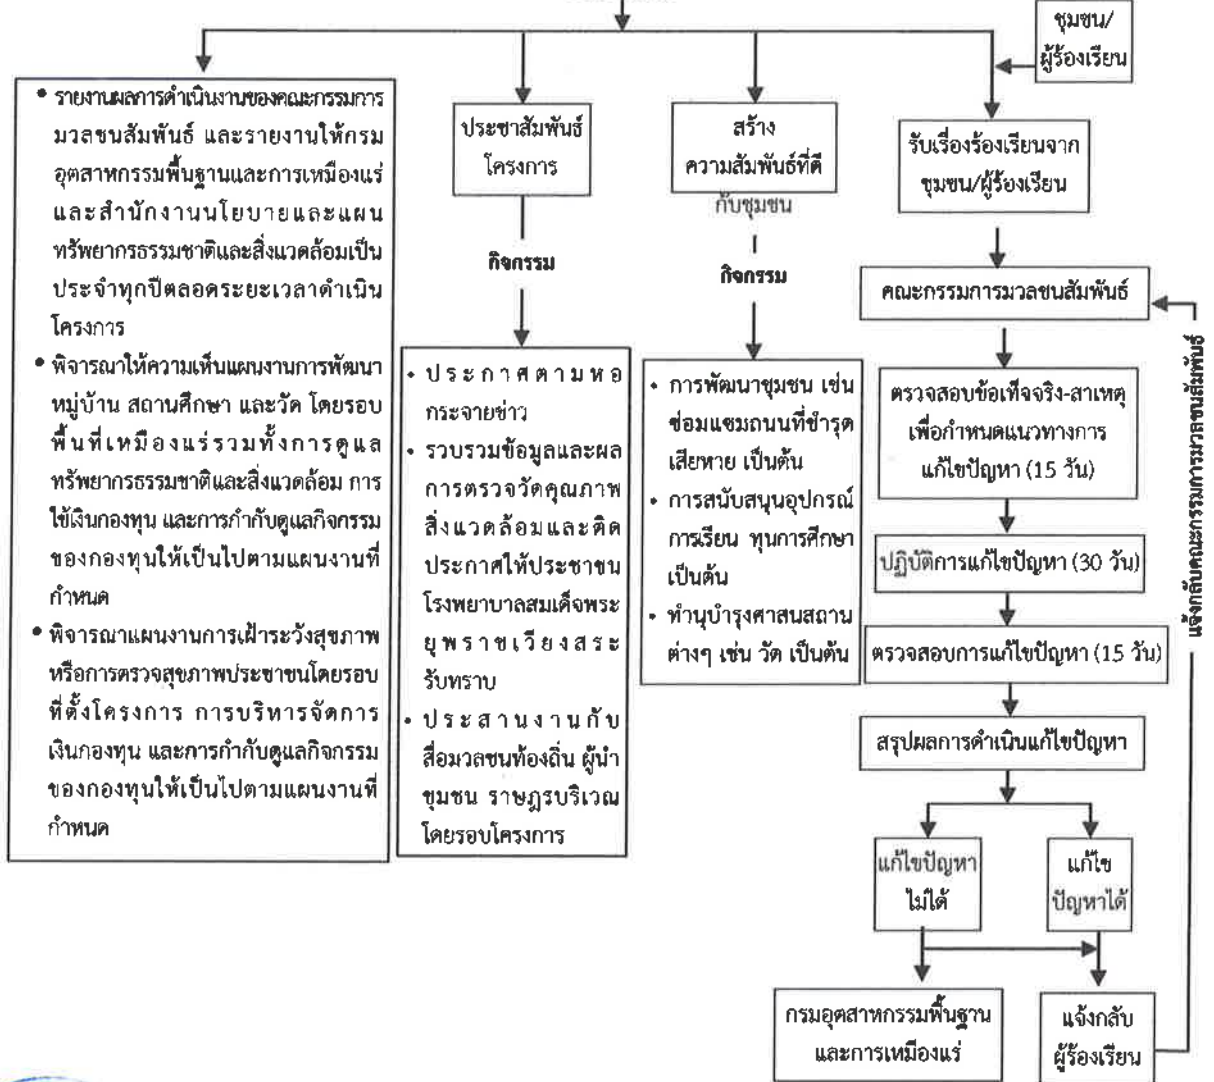 ชุมชน/
ผู้ร้องเรียน
• รายงานผลการดำเนินงานของคณะกรรมการ
มวลชนสัมพันธ์ และรายงานให้กรม
อุตสาหกรรมพื้นฐานและการเหมืองแร่
และสำนักงานนโยบายและแผน
ทรัพยากรธรรมชาติและสิ่งแวดล้อมเป็น
ประจำทุกปีตลอดระยะเวลาดำเนิน
โครงการ
• พิจารณาให้ความเห็นแผนงานการพัฒนา
หมู่บ้าน สถานศึกษา และวัด โดยรอบ
พื้นที่เหมืองแร่รวมทั้งการดูแล
ทรัพยากรธรรมชาติและสิ่งแวดล้อม การ
ใช้เงินกองทุน และการกำกับดูแลกิจกรรม
ของกองทุนให้เป็นไปตามแผนงานที่
กำหนด
• พิจารณาแผนงานการเฝ้าระวังสุขภาพ
หรือการตรวจสุขภาพประชาชนโดยรอบ
ที่ตั้งโครงการ การบริหารจัดการ
เงินกองทุน และการกำกับดูแลกิจกรรม
ของกองทุนให้เป็นไปตามแผนงานที่
กำหนด
ประชาสัมพันธ์
โครงการ
กิจกรรม
• ประกาศตามหอ
กระจายข่าว
• รวบรวมข้อมูลและผล
การตรวจวัดคุณภาพ
สิ่งแวดล้อมและติด
ประกาศให้ประชาชน
โรงพยาบาลสมเด็จพระ
ยุพราชเวียงสระ
รับทราบ
• ประสานงานกับ
สื่อมวลชนท้องถิ่น ผู้นำ
ชุมชน ราษฎรบริเวณ
โดยรอบโครงการ
สร้าง
ความสัมพันธ์ที่ดี
กับชุมชน
กิจกรรม
• การพัฒนาชุมชน เช่น
ซ่อมแซมถนนที่ชำรุด
เสียหาย เป็นต้น
• การสนับสนุนอุปกรณ์
การเรียน ทุนการศึกษา
เป็นต้น
• ทำนุบำรุงศาสนสถาน
ต่างๆ เช่น วัด เป็นต้น
รับเรื่องร้องเรียนจาก
ชุมชน/ผู้ร้องเรียน
คณะกรรมการมวลชนสัมพันธ์
ตรวจสอบข้อเท็จจริง-สาเหตุ
เพื่อกำหนดแนวทางการ
แก้ไขปัญหา (15 วัน)
ปฏิบัติการแก้ไขปัญหา (30 วัน)
ตรวจสอบการแก้ไขปัญหา (15 วัน)
สรุปผลการดำเนินแก้ไขปัญหา
แก้ไขปัญหา
ไม่ได้
แก้ไข
ปัญหาได้
กรมอุตสาหกรรมพื้นฐาน
และการเหมืองแร่
แจ้งกลับ
ผู้ร้องเรียน
แจ้งกลับคณะกรรมการมวลชนสัมพันธ์